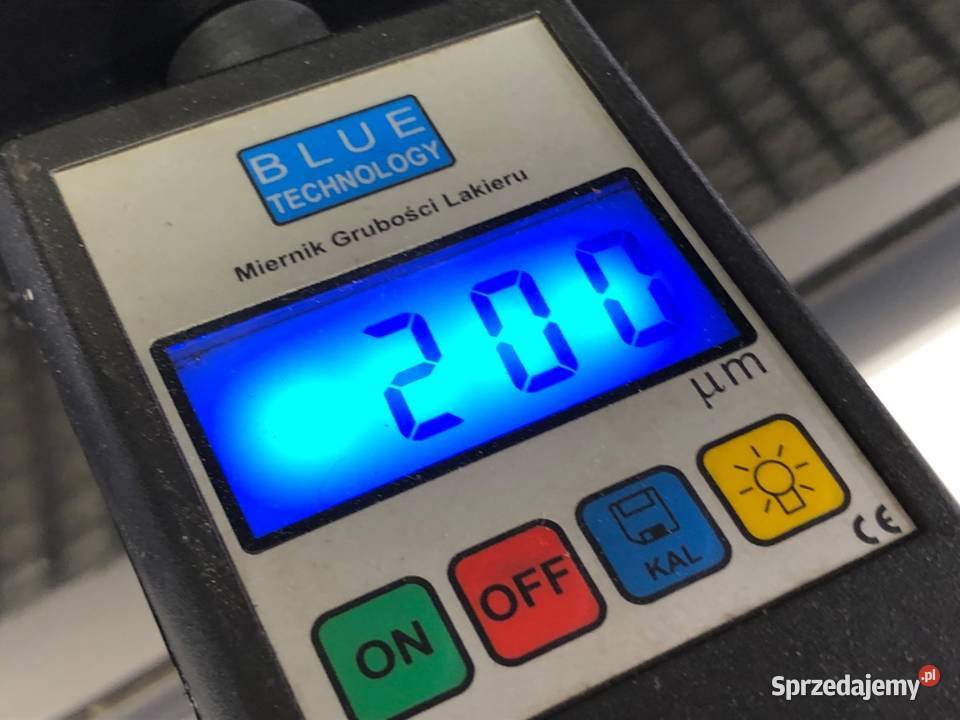 BLUE
TECHNOLOGY
Miernik Grubości Lakieru
200
µm
ON
OFF
KAL
CE
Sprzedajemy.pl